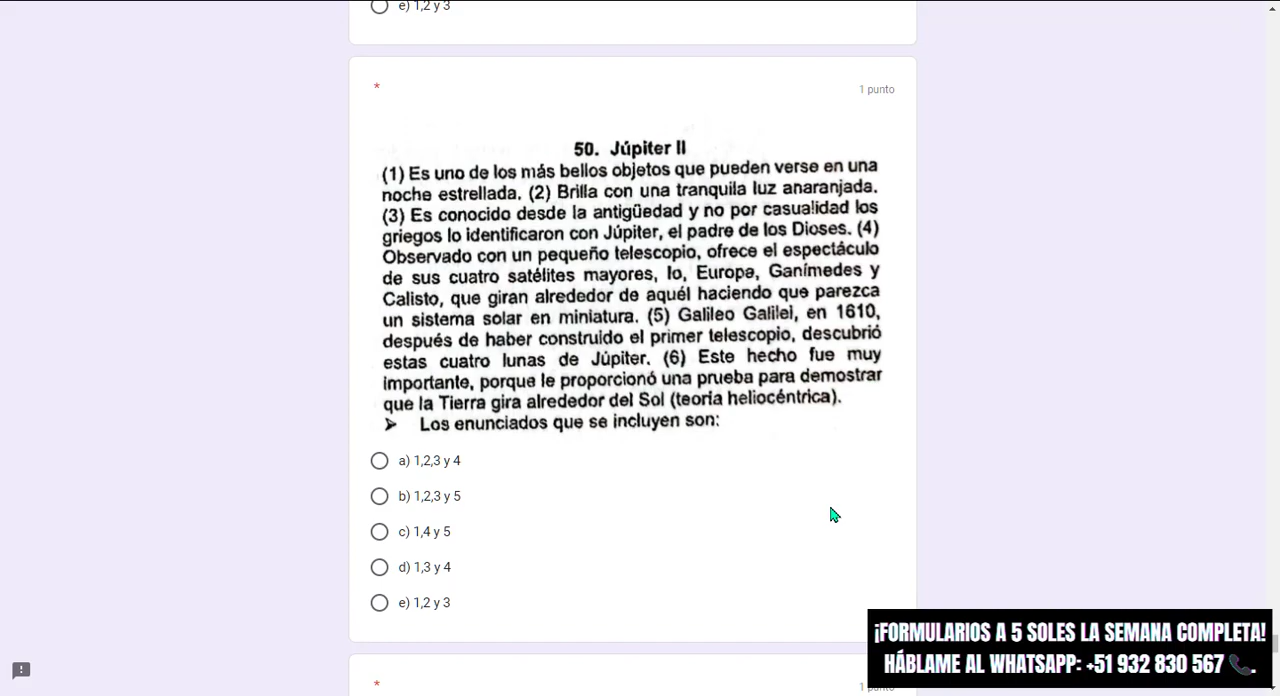 e) 1,2 y 3
*
1 punto
50. Júpiter II
(1) Es uno de los más bellos objetos que pueden verse en una
noche estrellada. (2) Brilla con una tranquila luz anaranjada.
(3) Es conocido desde la antigüedad y no por casualidad los
griegos lo identificaron con Júpiter, el padre de los Dioses. (4)
Observado con un pequeño telescopio, ofrece el espectáculo
de sus cuatro satélites mayores, Io, Europa, Ganímedes y
Calisto, que giran alrededor de aquél haciendo que parezca
un sistema solar en miniatura. (5) Galileo Galilei, en 1610,
después de haber construido el primer telescopio, descubrió
estas cuatro lunas de Júpiter. (6) Este hecho fue muy
importante, porque le proporcionó una prueba para demostrar
que la Tierra gira alrededor del Sol (teoría heliocéntrica).
➢ Los enunciados que se incluyen son:
a) 1,2,3 y 4
b) 1,2,3 y 5
c) 1,4 y 5
d) 1,3 y 4
e) 1,2 y 3
¡FORMULARIOS A 5 SOLES LA SEMANA COMPLETA!
HÁBLAME AL WHATSAPP: +51 932 830 567 📞.
*
1 punto